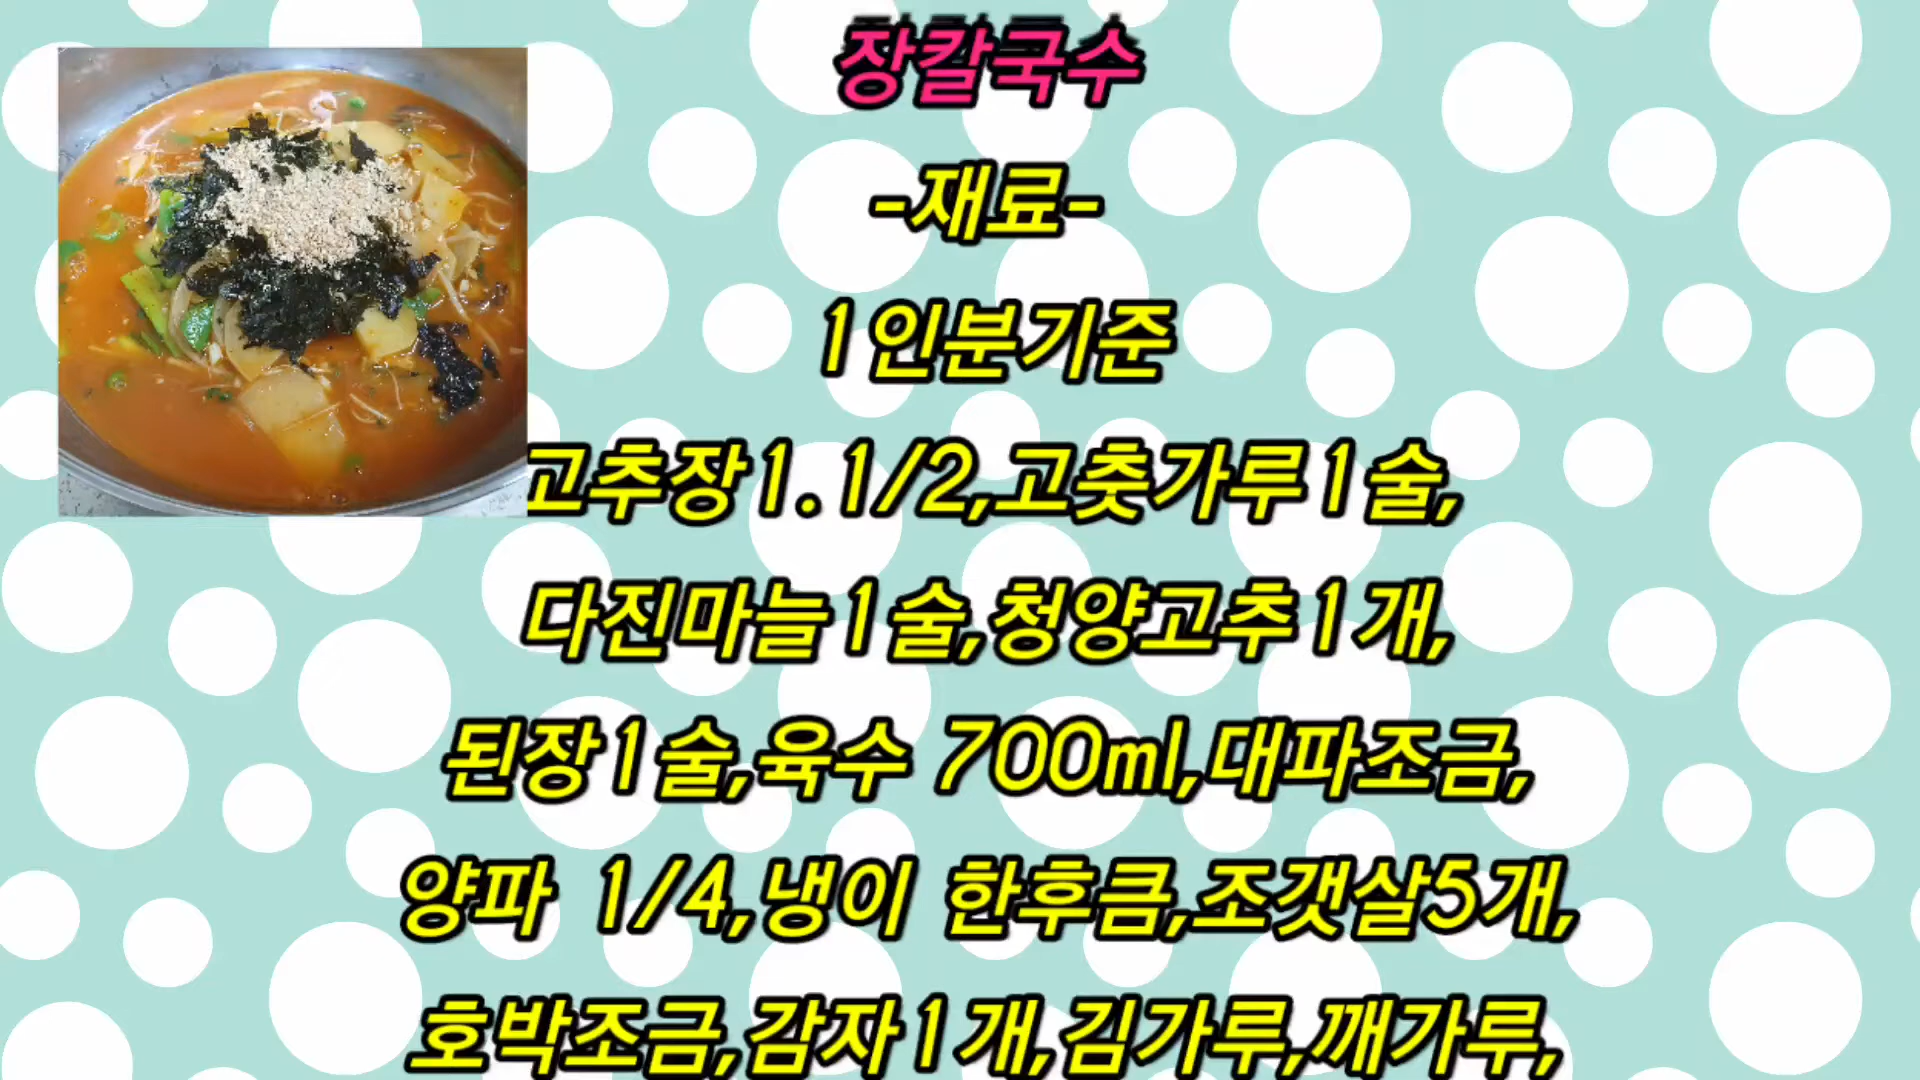 장칼국수
-재료-
1인분기준
고추장1.1/2,고춧가루1술,
다진마늘1술,청양고추1개,
된장1술,육수 700ml,대파조금,
양파 1/4,냉이 한후큼,조갯살5개,
호박조금,감자1개,김가루,깨가루,